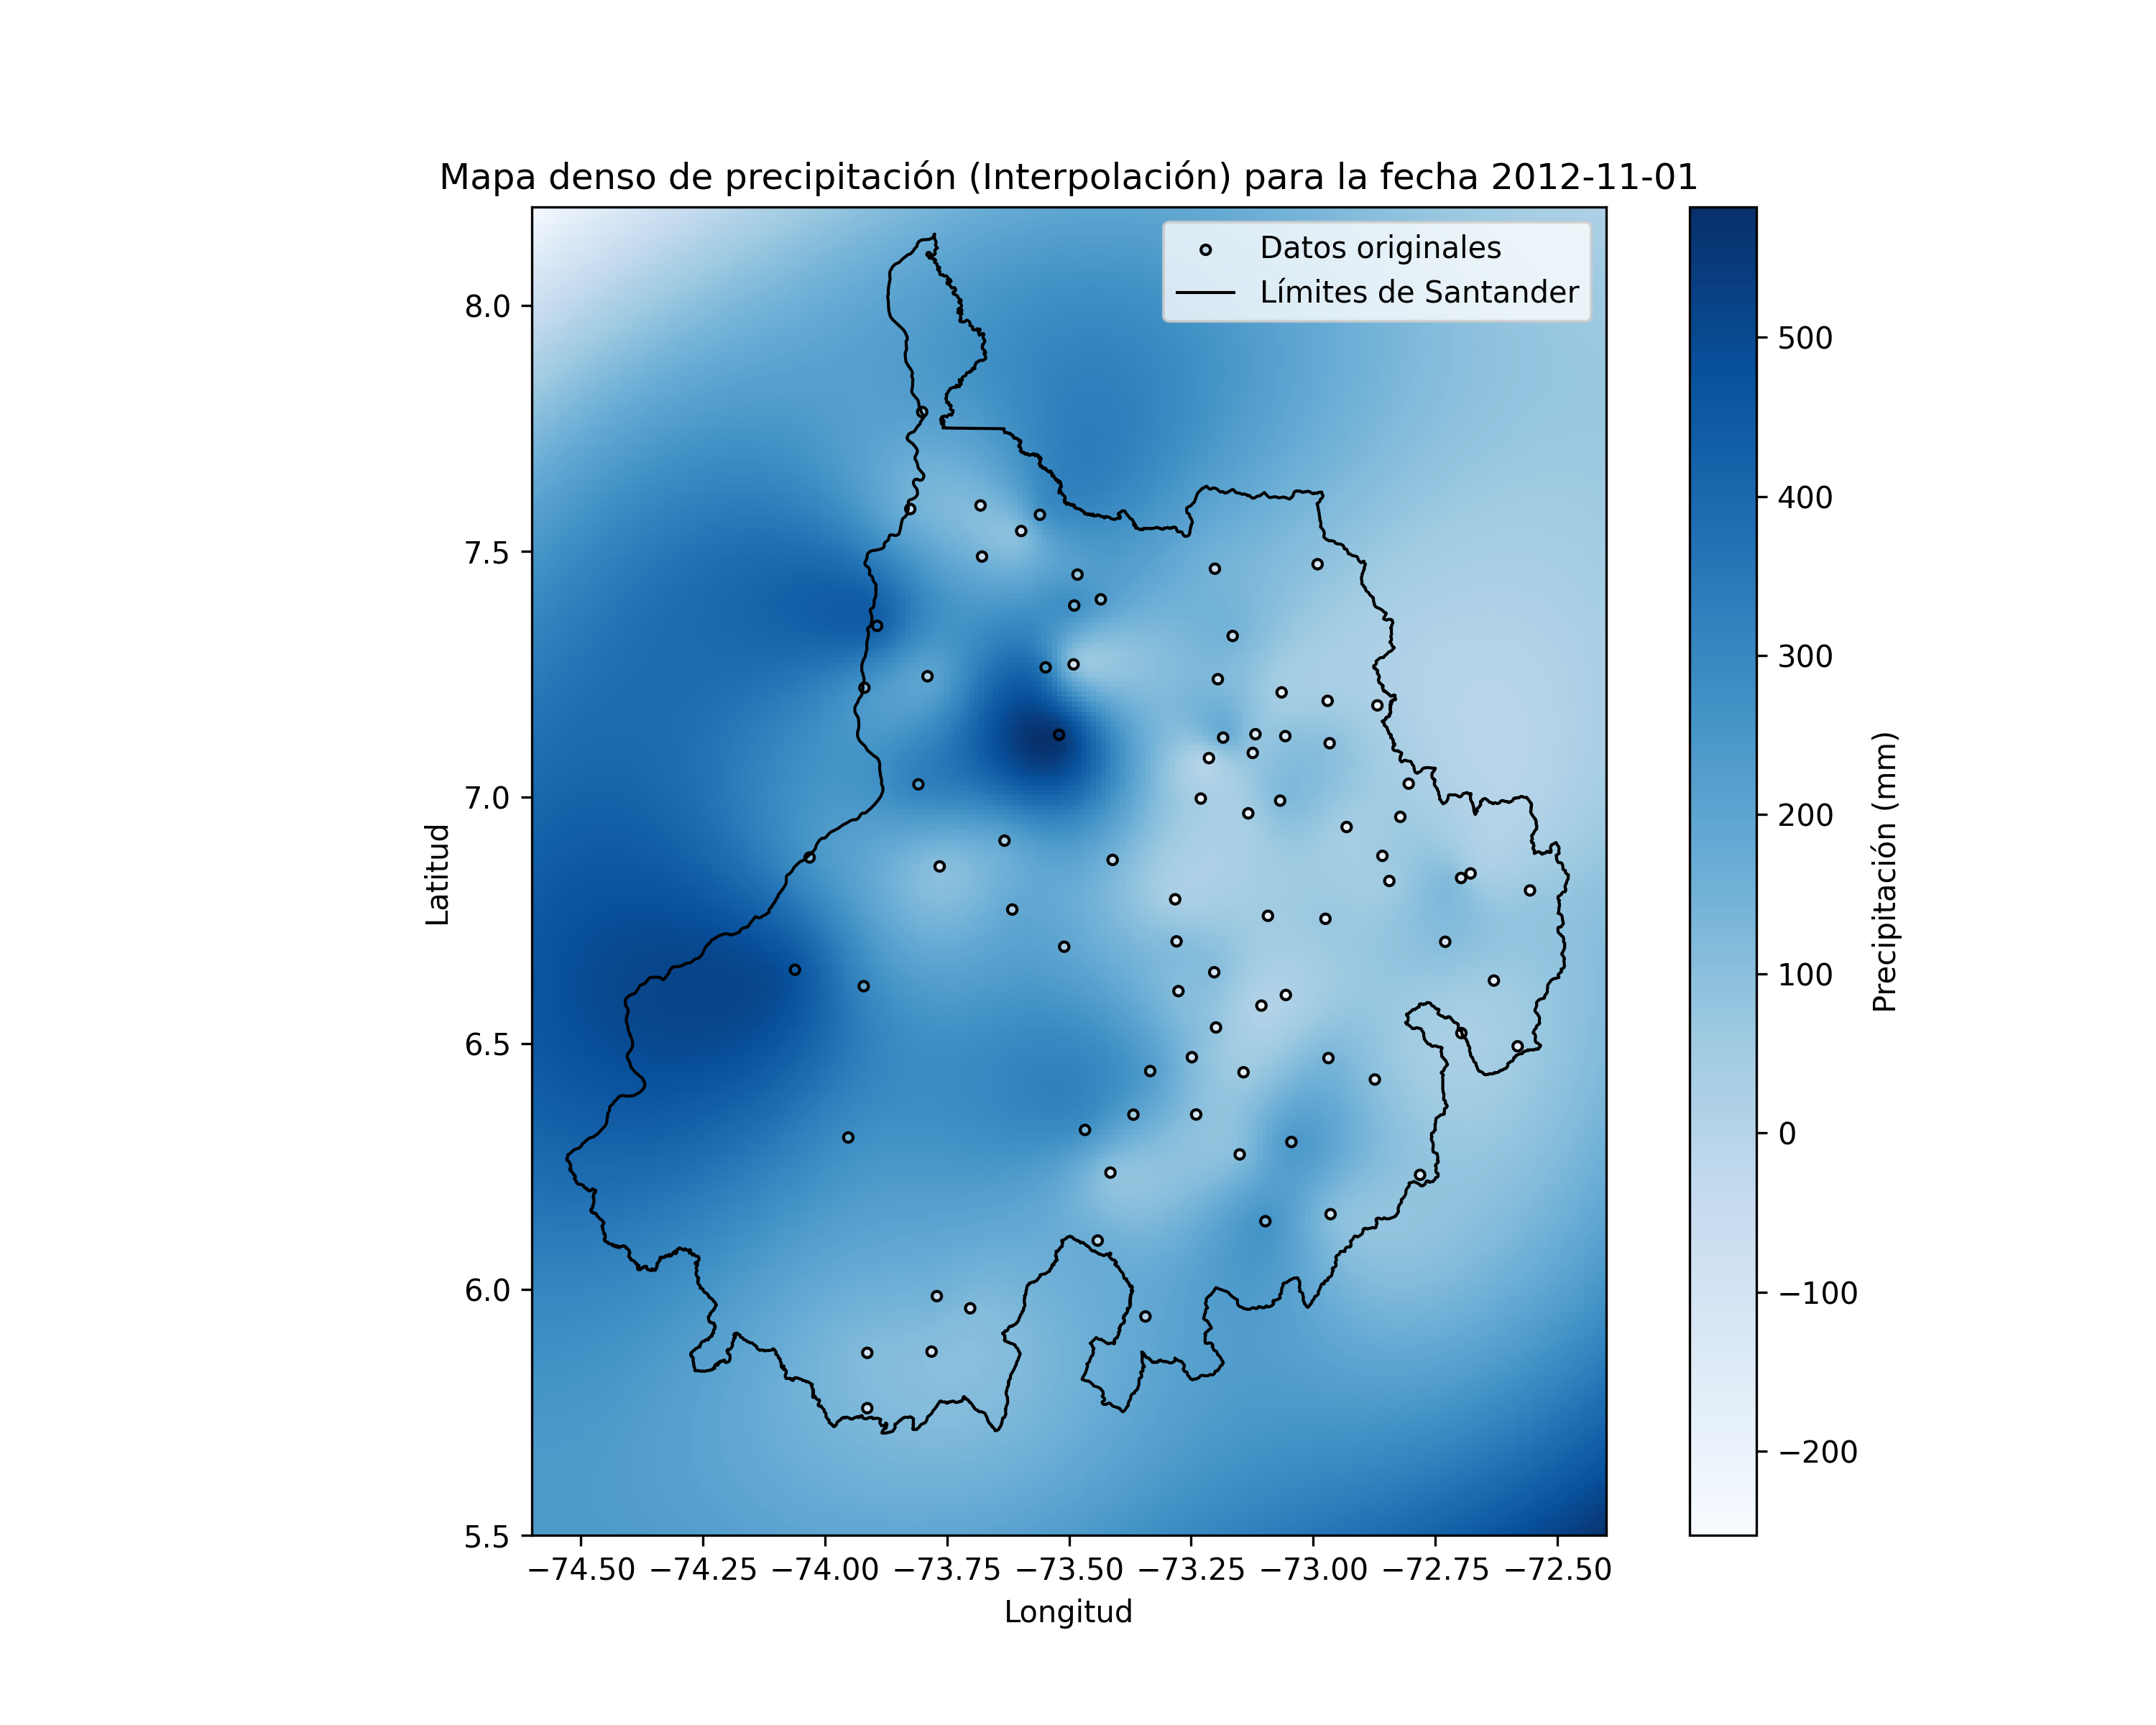 Mapa denso de precipitación (Interpolación) para la fecha 2012-11-01
Datos originales
Límites de Santander
8.0
7.5
7.0
6.5
6.0
5.5
Latitud
−74.50 −74.25 −74.00 −73.75 −73.50 −73.25 −73.00 −72.75 −72.50
Longitud
500
400
300
200
100
0
−100
−200
Precipitación (mm)